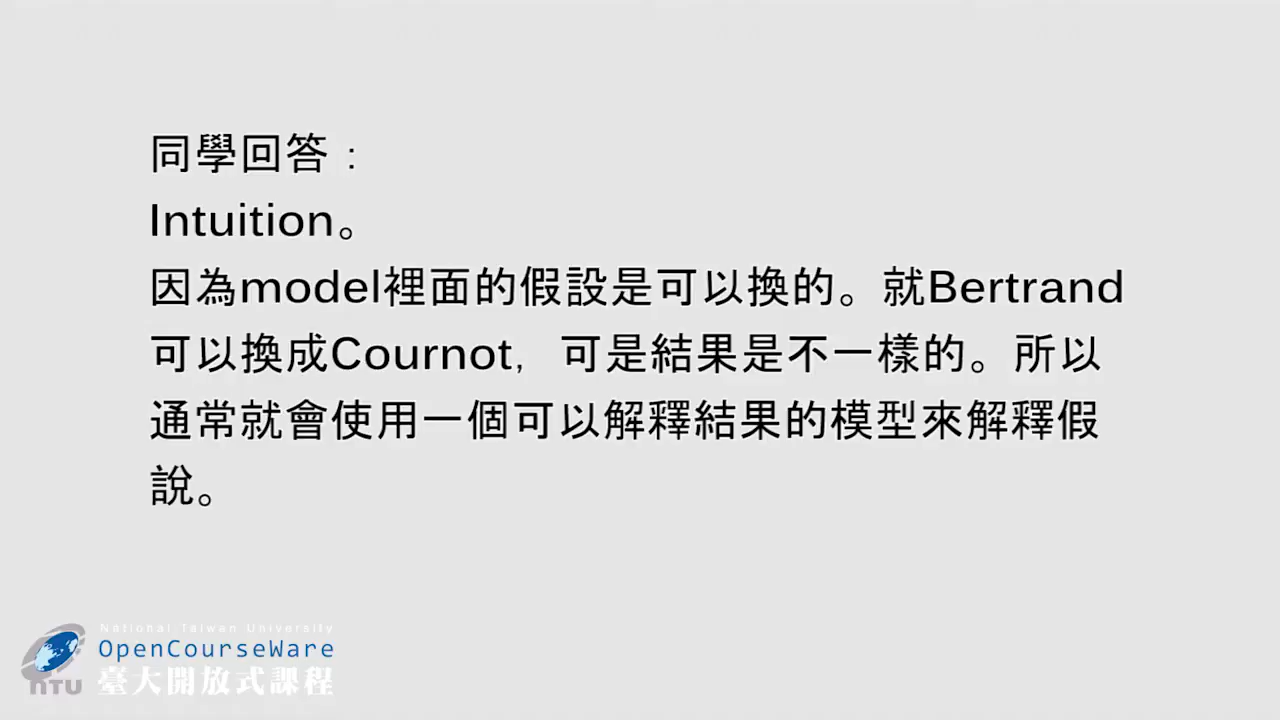 同學回答：
Intuition。
因為model裡面的假設是可以換的。就Bertrand
可以換成Cournot，可是結果是不一樣的。所以
通常就會使用一個可以解釋結果的模型來解釋假
說。
National Taiwan University
OpenCourseWare
NTU 臺大開放式課程